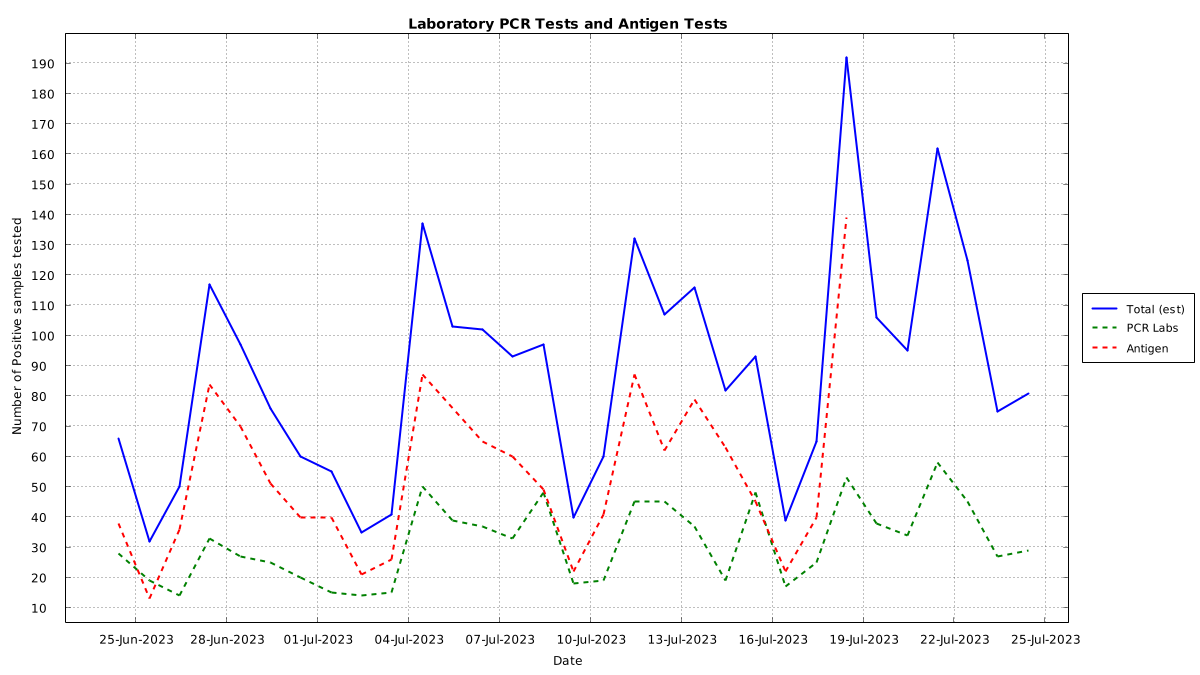 Laboratory PCR Tests and Antigen Tests
190
180
170
160
150
140
130
120
110
100
90
80
70
60
50
40
30
20
10
Number of Positive samples tested
25-Jun-2023 28-Jun-2023 01-Jul-2023 04-Jul-2023 07-Jul-2023 10-Jul-2023 13-Jul-2023 16-Jul-2023 19-Jul-2023 22-Jul-2023 25-Jul-2023
Date
Total (est)
PCR Labs
Antigen